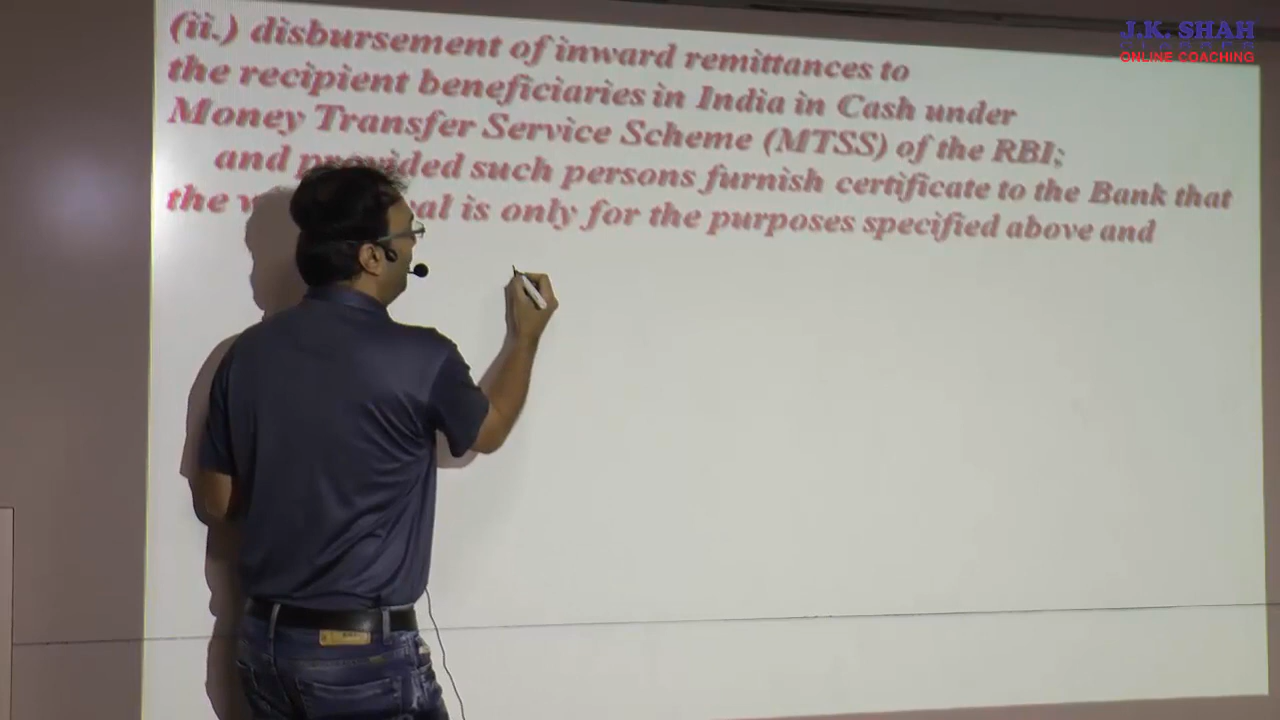 J.K. SHAH
CLASSES
ONLINE COACHING
(ii.) disbursement of inward remittances to
the recipient beneficiaries in India in Cash under
Money Transfer Service Scheme (MTSS) of the RBI;
and provided such persons furnish certificate to the Bank that
the is only for the purposes specified above and